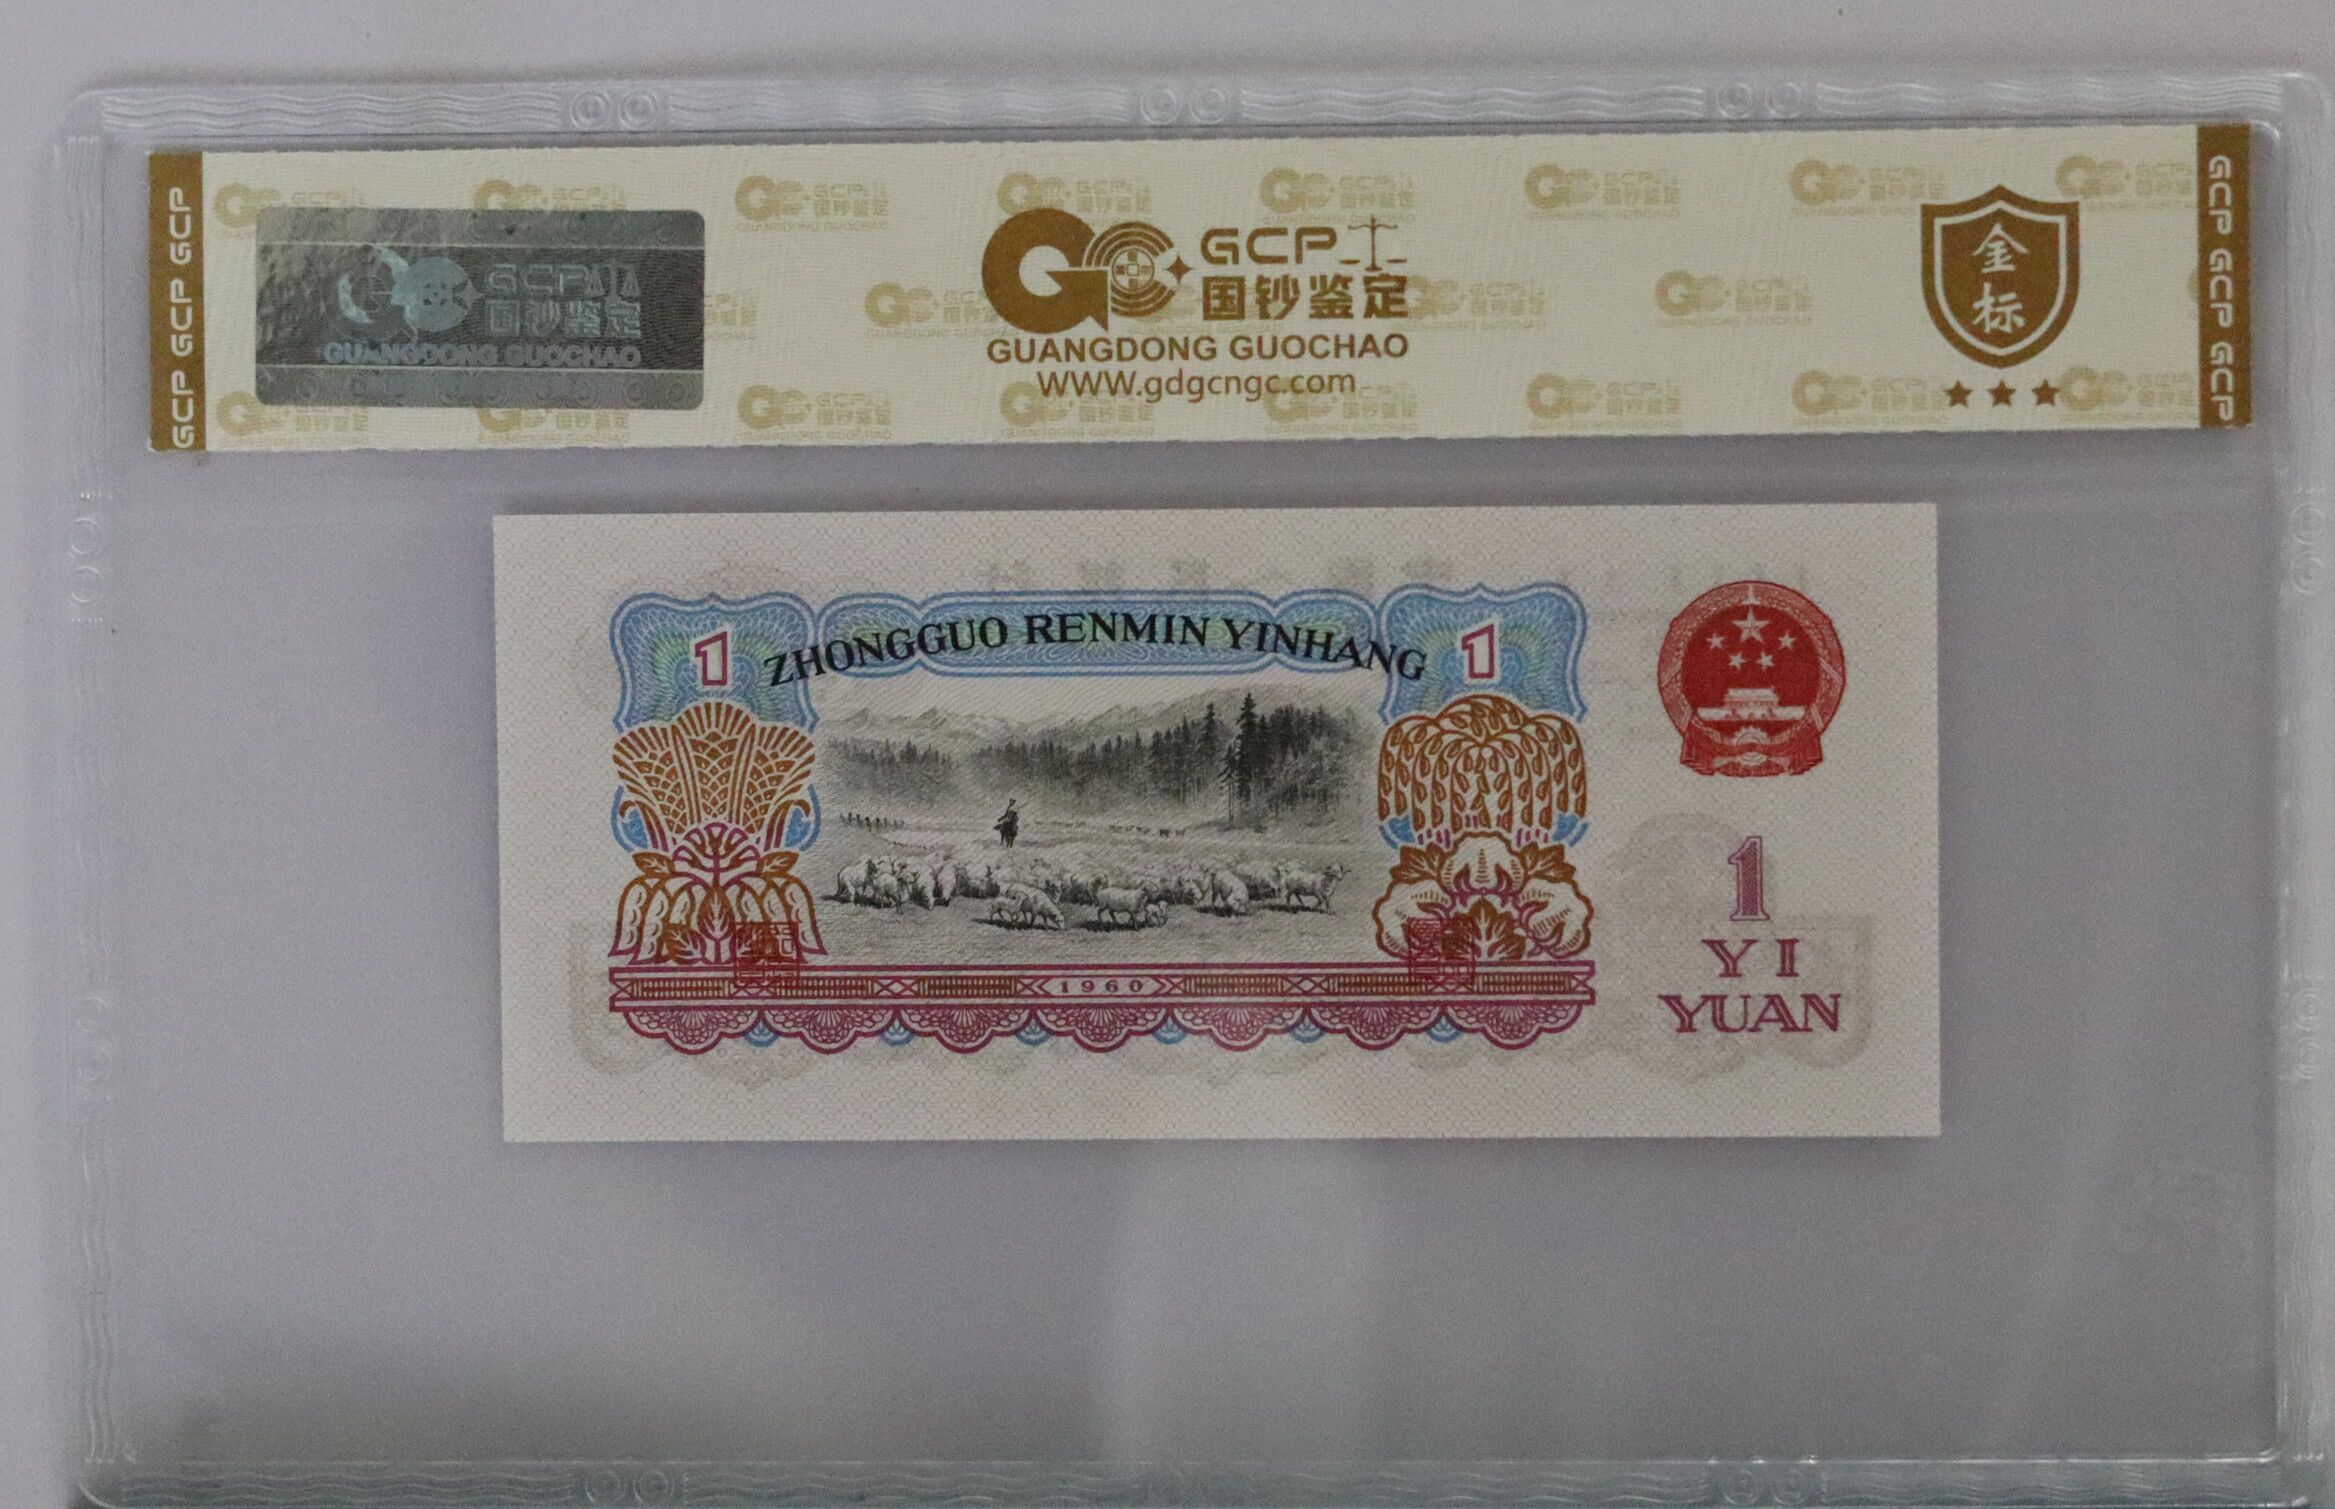 GCP GCP GCP
GCP
国钞鉴定
GUANGDONG GUOCHAO
GCP
国钞鉴定
GUANGDONG GUOCHAO
WWW.gdgcngc.com
金
标
GCP GCP GCP
ZHONGGUO RENMIN YINHANG
1
1
1
YI
YUAN
1960